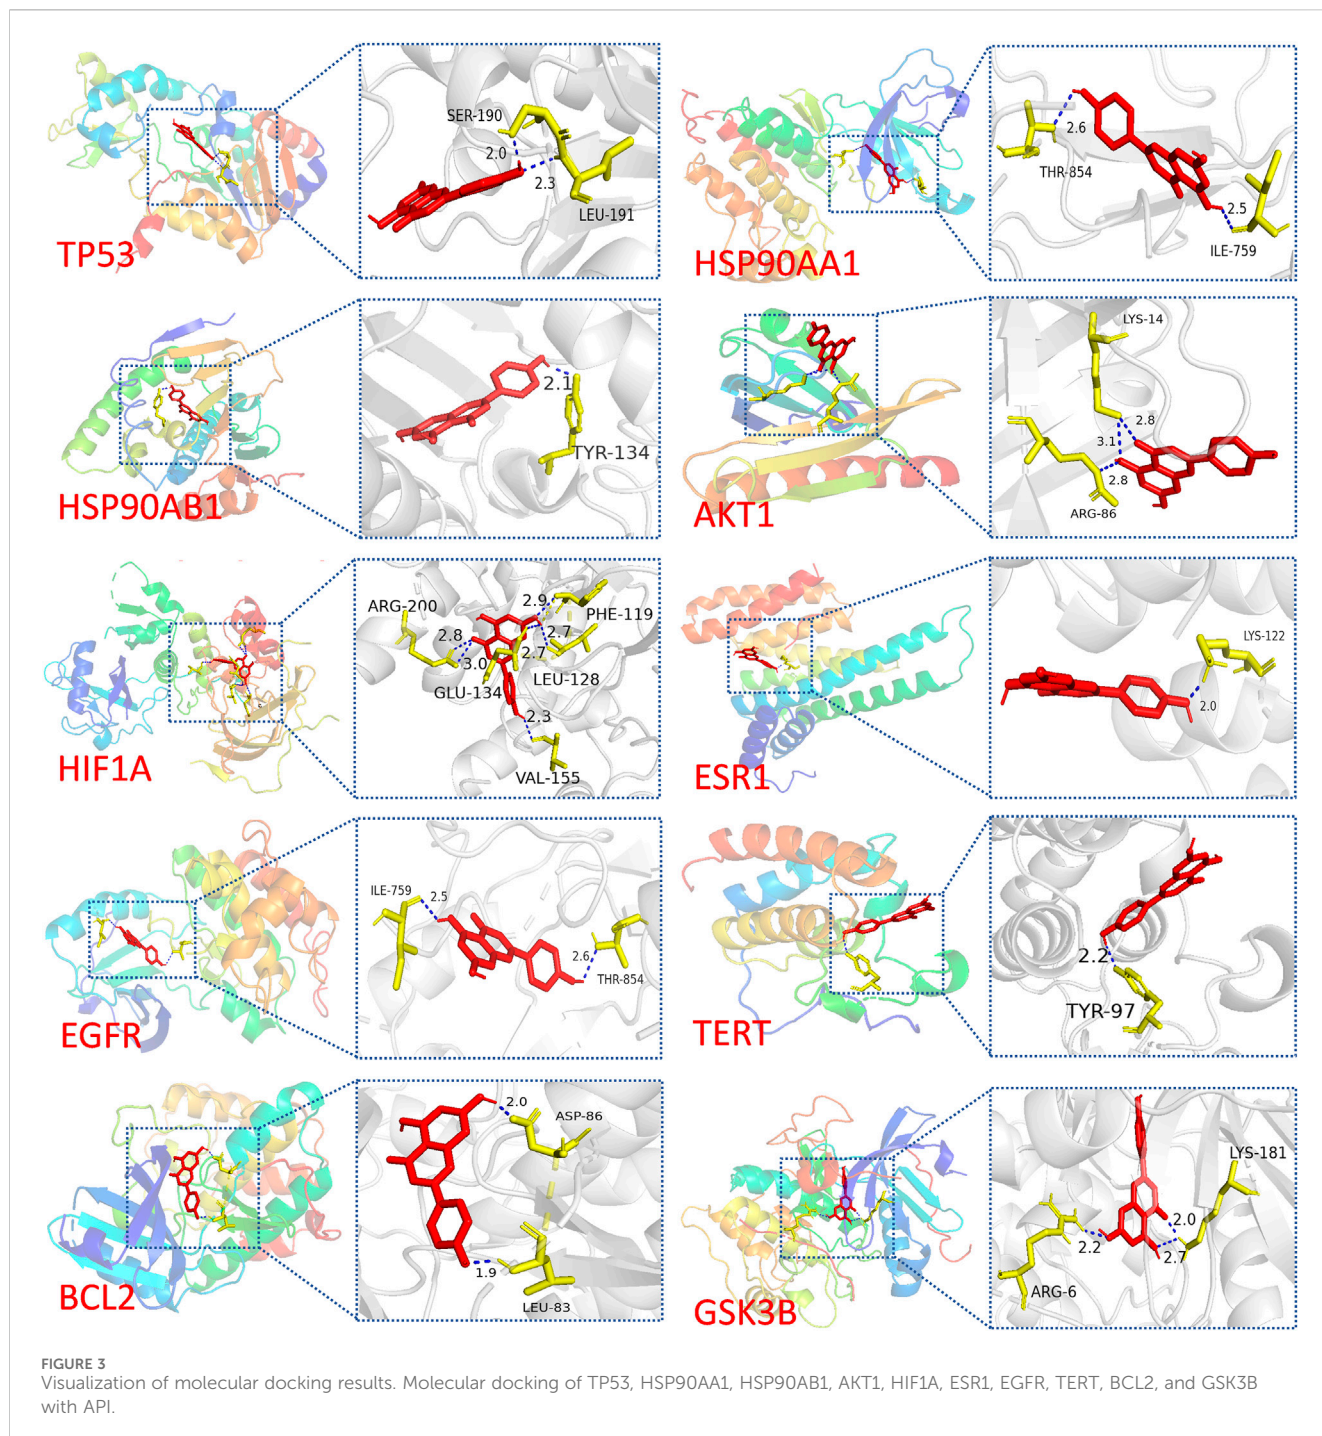 SER-190
2.0
2.3
LEU-191
TP53
2.6
THR-854
2.5
ILE-759
HSP90AA1
2.1
TYR-134
HSP90AB1
LYS-14
2.8
3.1
2.8
ARG-86
AKT1
ARG-200
2.9
PHE-119
2.8
2.7
3.0
2.7
LEU-128
GLU-134
2.3
VAL-155
HIF1A
LYS-122
2.0
ESR1
ILE-759
2.5
2.6
THR-854
EGFR
2.2
TYR-97
TERT
2.0
ASP-86
1.9
LEU-83
BCL2
LYS-181
2.0
2.2
2.7
ARG-6
GSK3B
FIGURE 3
Visualization of molecular docking results. Molecular docking of TP53, HSP90AA1, HSP90AB1, AKT1, HIF1A, ESR1, EGFR, TERT, BCL2, and GSK3B
with API.